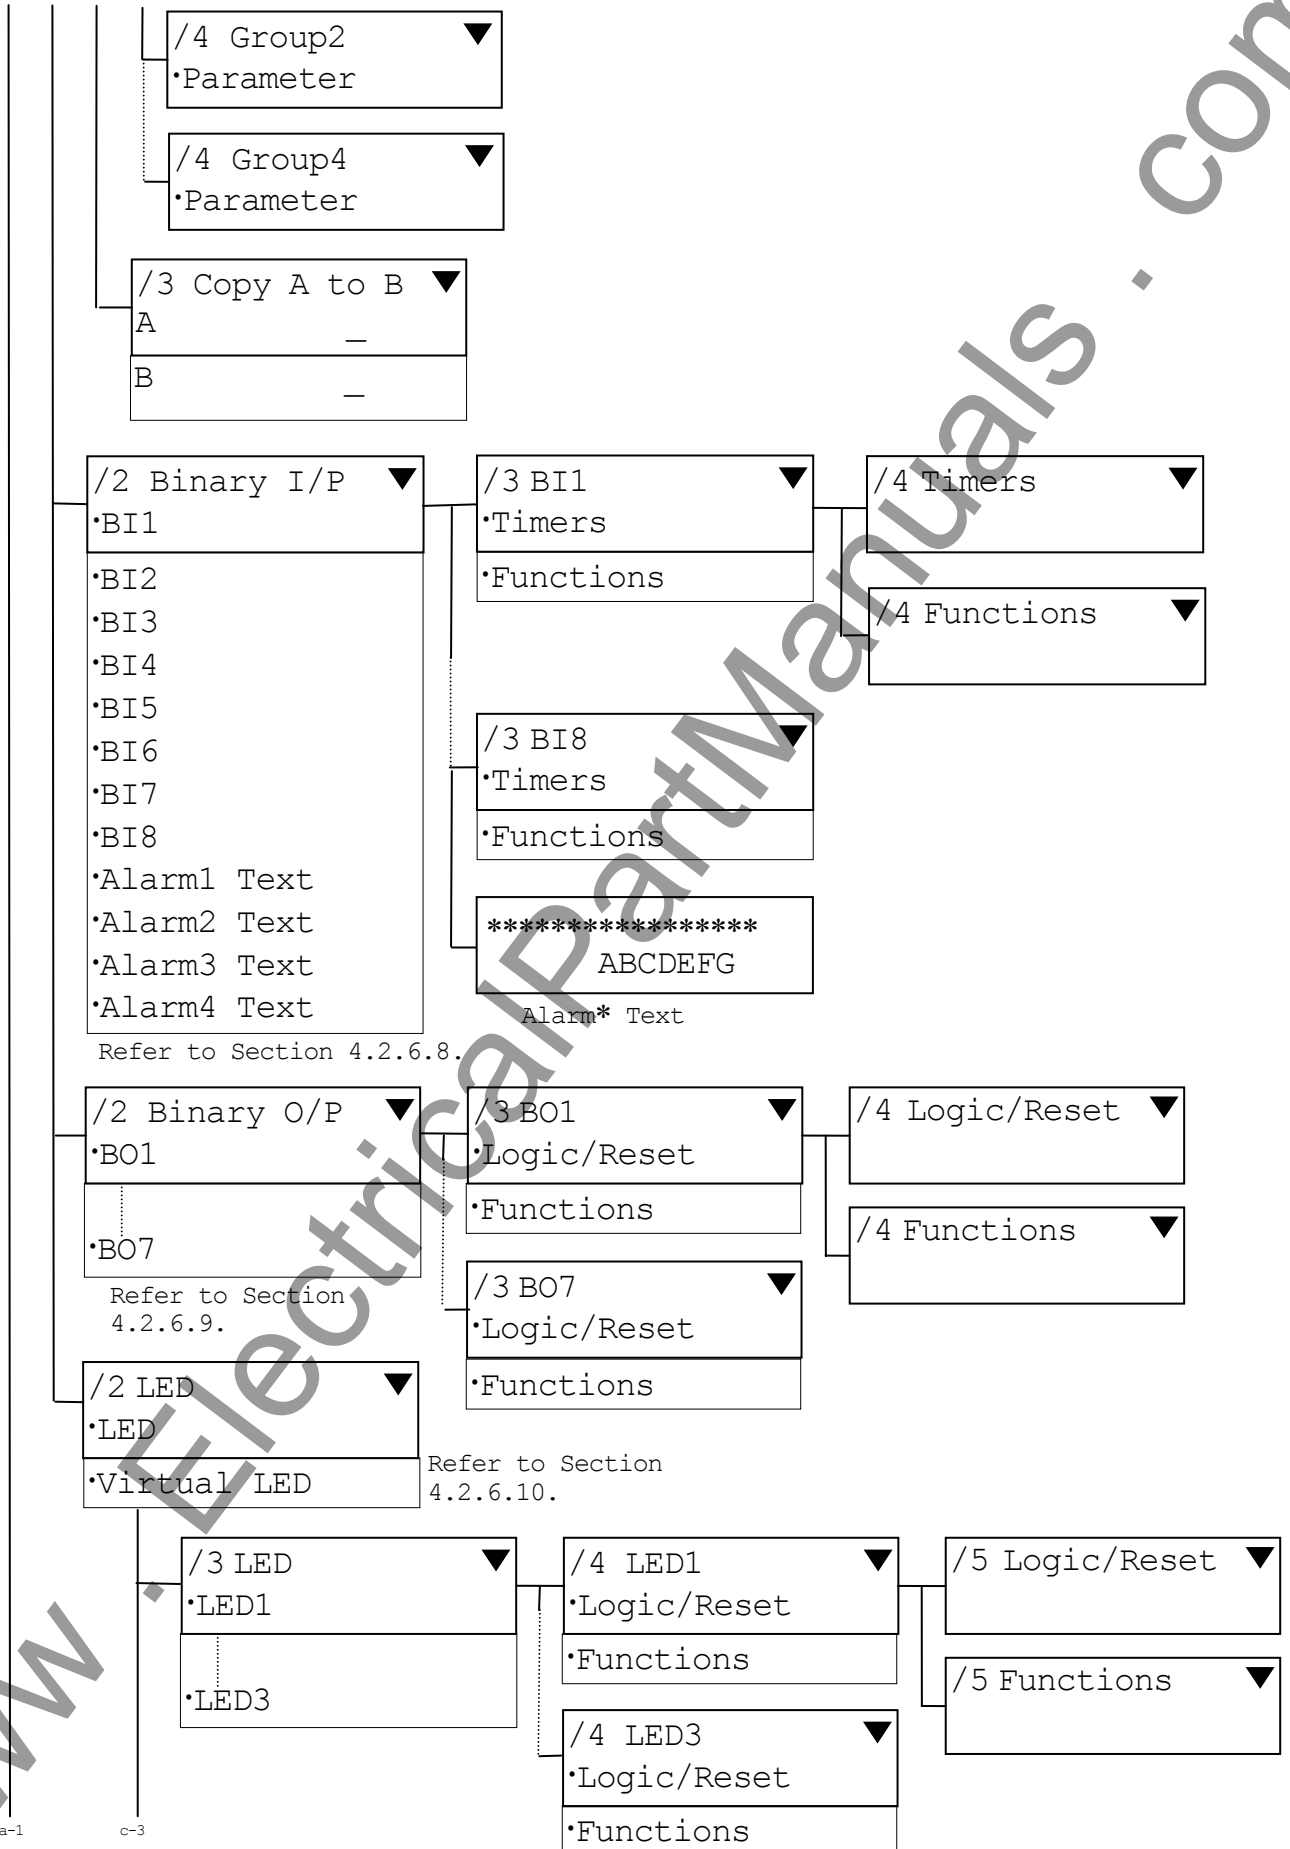 /4 Group2 ▼
・Parameter
/4 Group4 ▼
・Parameter
/3 Copy A to B ▼
A _
B _
/2 Binary I/P ▼
・BI1
・BI2
・BI3
・BI4
・BI5
・BI6
・BI7
・BI8
・Alarm1 Text
・Alarm2 Text
・Alarm3 Text
・Alarm4 Text
Refer to Section 4.2.6.8.
/3 BI1 ▼
・Timers
・Functions
/4 Timers ▼
/4 Functions ▼
/3 BI8 ▼
・Timers
・Functions
*****************
ABCDEFG
Alarm* Text
/2 Binary O/P ▼
・BO1
・BO7
Refer to Section
4.2.6.9.
/3 BO1 ▼
・Logic/Reset
・Functions
/4 Logic/Reset ▼
/4 Functions ▼
/3 BO7 ▼
・Logic/Reset
・Functions
/2 LED ▼
・LED
・Virtual LED
Refer to Section
4.2.6.10.
/3 LED ▼
・LED1
・LED3
/4 LED1 ▼
・Logic/Reset
・Functions
/5 Logic/Reset ▼
/5 Functions ▼
/4 LED3 ▼
・Logic/Reset
・Functions
a-1
c-3
w . ElectricalPartManuals . com